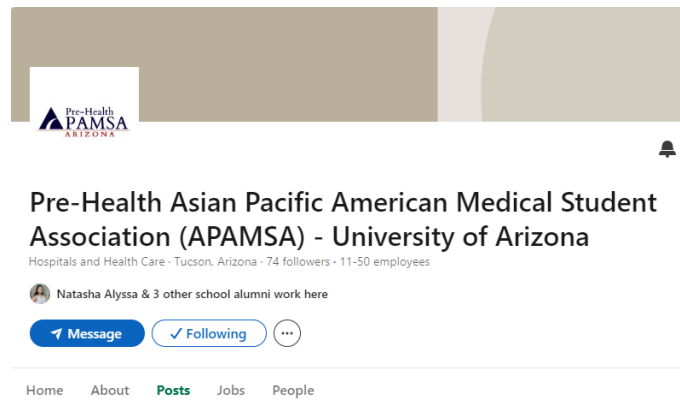 Pre-Health
APAMSA
ARIZONA
Pre-Health Asian Pacific American Medical Student
Association (APAMSA) - University of Arizona
Hospitals and Health Care · Tucson, Arizona · 74 followers · 11-50 employees
Natasha Alyssa & 3 other school alumni work here
Message
Following
Home About Posts Jobs People